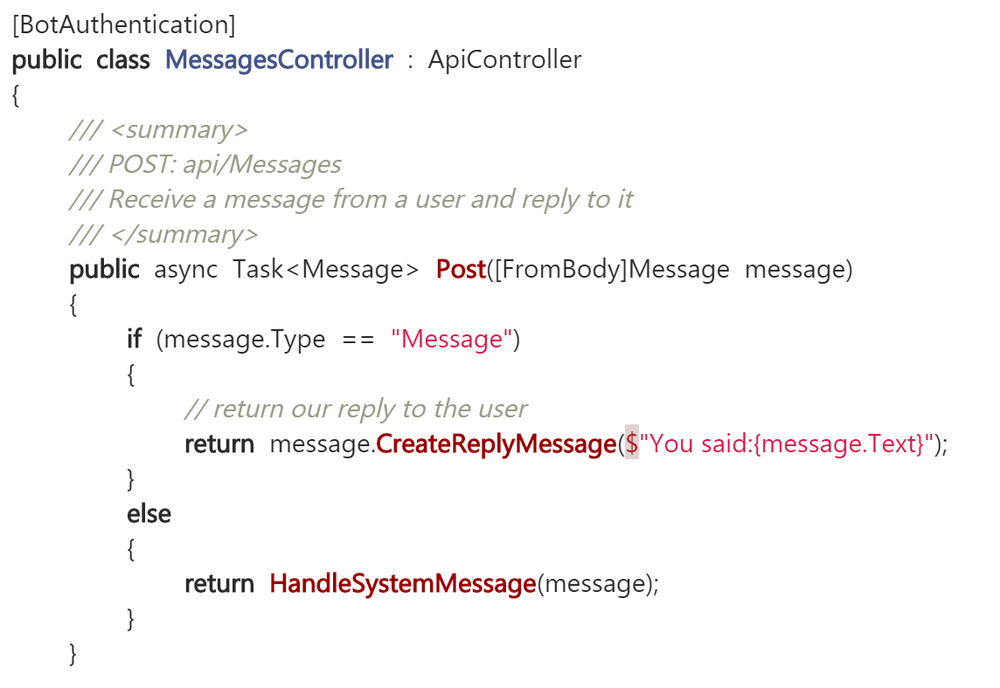 [BotAuthentication]
public class MessagesController : ApiController
{
/// <summary>
/// POST: api/Messages
/// Receive a message from a user and reply to it
/// </summary>
public async Task<Message> Post([FromBody]Message message)
{
if (message.Type == "Message")
{
// return our reply to the user
return message.CreateReplyMessage($"You said:{message.Text}");
}
else
{
return HandleSystemMessage(message);
}
}